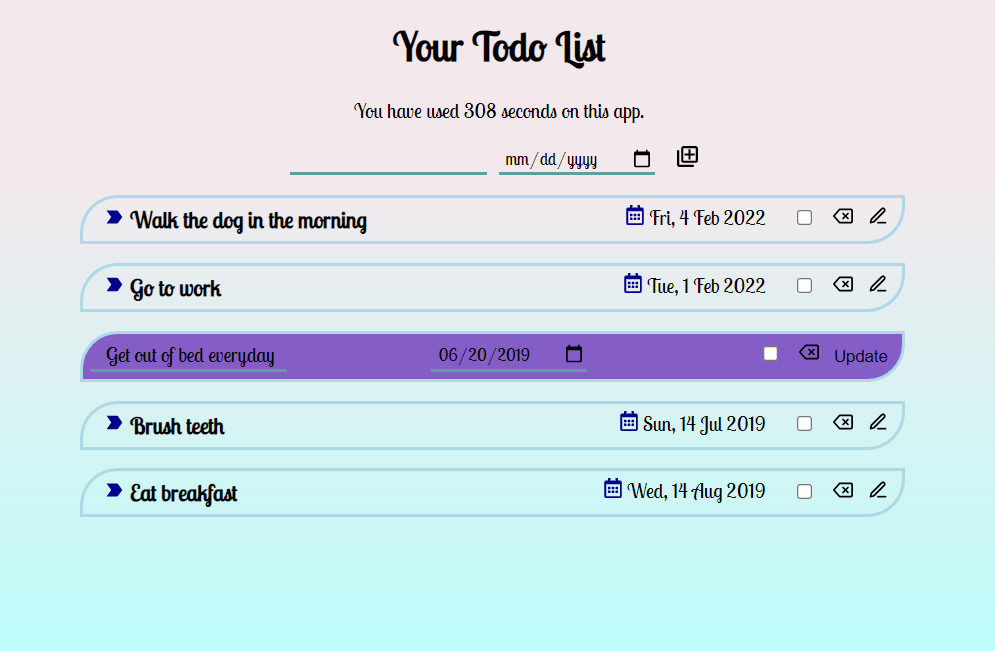 Your Todo List
You have used 308 seconds on this app.
mm/dd/yyyy
Walk the dog in the morning Fri, 4 Feb 2022
Go to work Tue, 1 Feb 2022
Get out of bed everyday 06/20/2019 Update
Brush teeth Sun, 14 Jul 2019
Eat breakfast Wed, 14 Aug 2019